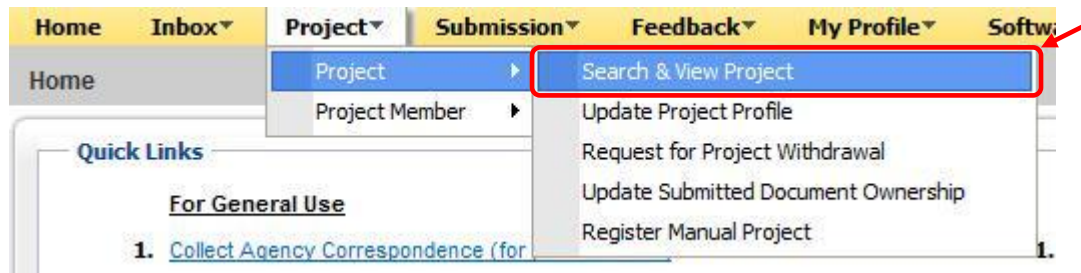 Home Inbox Project Submission Feedback My Profile Softwa
Home
Project Search & View Project
Project Member Update Project Profile
Request for Project Withdrawal
Update Submitted Document Ownership
Register Manual Project
Quick Links
For General Use
1. Collect Agency Correspondence (for 1.